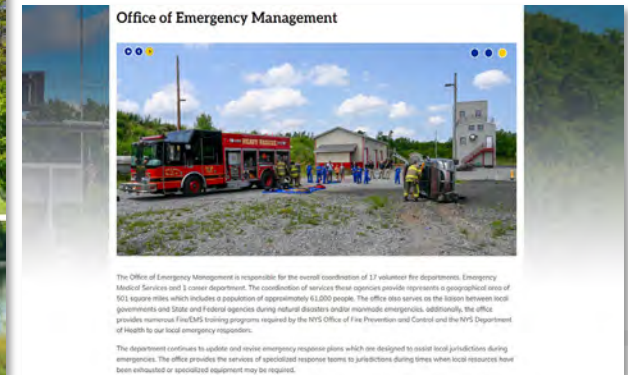 Office of Emergency Management
HEAVY RESCUE
The Office of Emergency Management is responsible for the overall coordination of 17 volunteer fire departments, Emergency
Medical Services and 1 career department. The coordination of services these agencies provide represents a geographical area of
501 square miles which includes a population of approximately 61,000 people. The office also serves as the liaison between local
governments and State and Federal agencies during natural disasters and/or manmade emergencies, additionally, the office
provides numerous Fire/EMS training programs required by the NYS Office of Fire Prevention and Control and the NYS Department
of Health to our local emergency responders.
The department continues to update and revise emergency response plans which are designed to assist local jurisdictions during
emergencies. The office provides the services of specialized response teams to jurisdictions during times when local resources have
been exhausted or specialized equipment may be required.